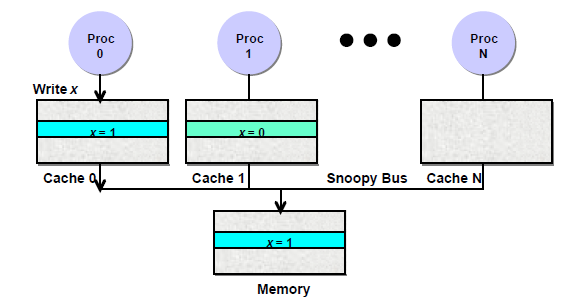 Proc
0
Proc
1
Proc
N
Write x
x = 1
x = 0
Cache 0
Cache 1
Snoopy Bus
Cache N
x = 1
Memory